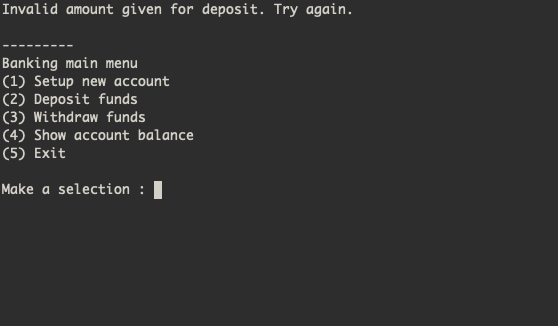 Invalid amount given for deposit. Try again.
---------
Banking main menu
(1) Setup new account
(2) Deposit funds
(3) Withdraw funds
(4) Show account balance
(5) Exit
Make a selection :